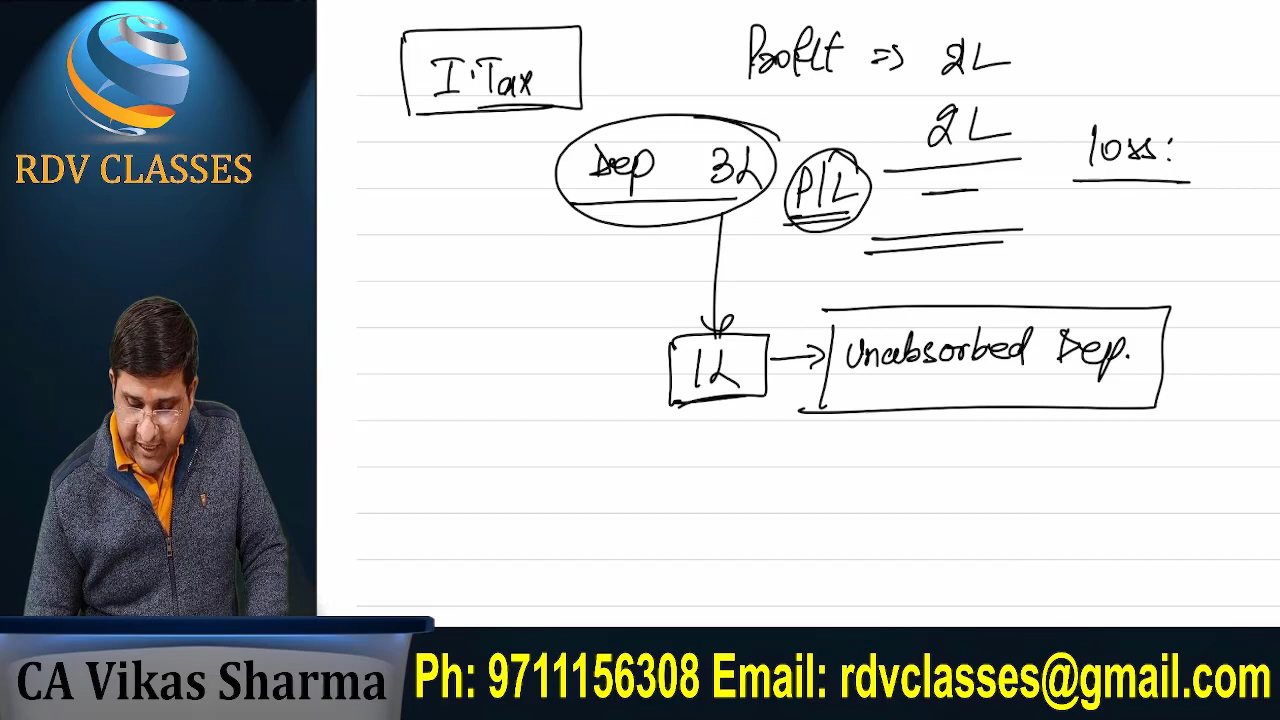 RDV CLASSES
I.Tax
Profit => 2L
2L
loss:
Dep 3L
P/L
1L
Unabsorbed Dep.
CA Vikas Sharma
Ph: 9711156308 Email: rdvclasses@gmail.com